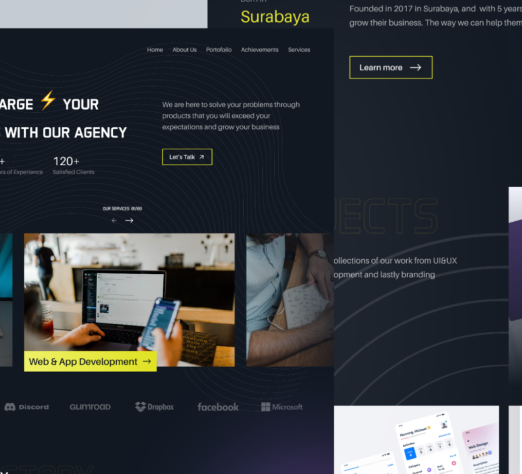 Surabaya
Founded in 2017 in Surabaya, and with 5 years
grow their business. The way we can help them
Learn more
Home About Us Portofolio Achievements Services
ARGE ⚡ YOUR
WITH OUR AGENCY
We are here to solve your problems through
products that you will exceed your
expectations and grow your business
Let's Talk
+ 120+
rs of Experience Satisfied Clients
OUR SERVICES
JECTS
ollections of our work from UI&UX
opment and lastly branding
Web & App Development
Discord GUMROAD Dropbox facebook Microsoft
Web Design